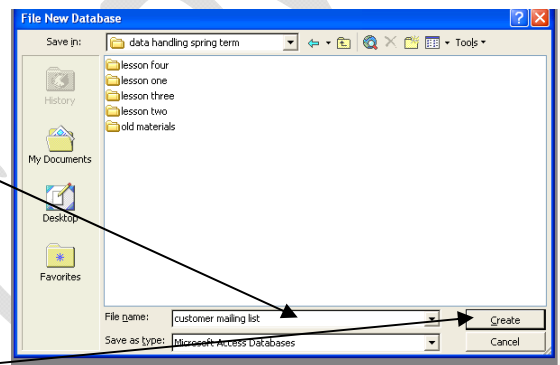 File New Database
Save in: data handling spring term Tools
History
My Documents
Desktop
Favorites
lesson four
lesson one
lesson three
lesson two
old materials
File name: customer mailing list Create
Save as type: Microsoft Access Databases Cancel